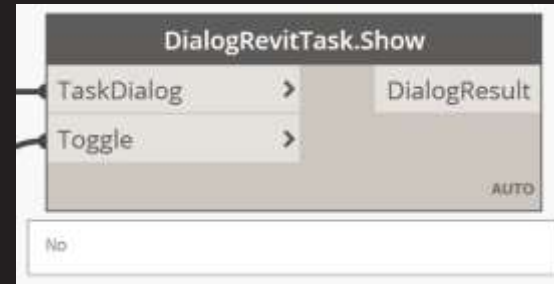 DialogRevitTask.Show
TaskDialog > DialogResult
Toggle >
AUTO
No